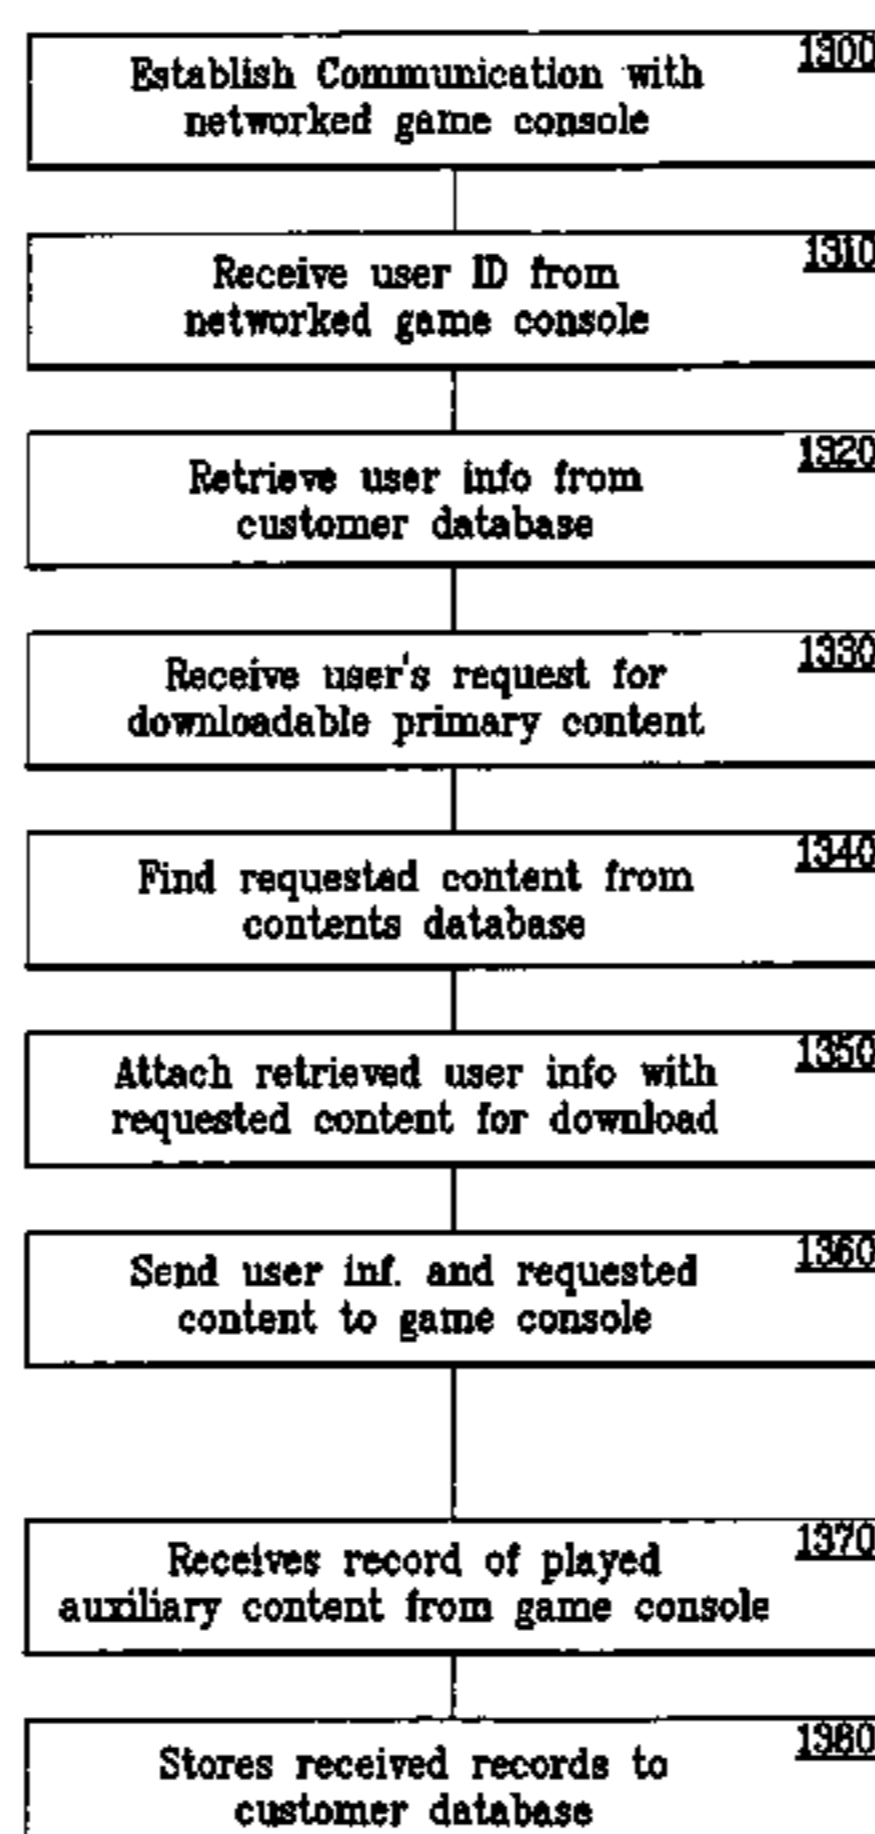 1300
Establish Communication with
networked game console
1310
Receive user ID from
networked game console
1320
Retrieve user info from
customer database
1330
Receive user's request for
downloadable primary content
1340
Find requested content from
contents database
1350
Attach retrieved user info with
requested content for download
1360
Send user inf. and requested
content to game console
1370
Receives record of played
auxiliary content from game console
1380
Stores received records to
customer database